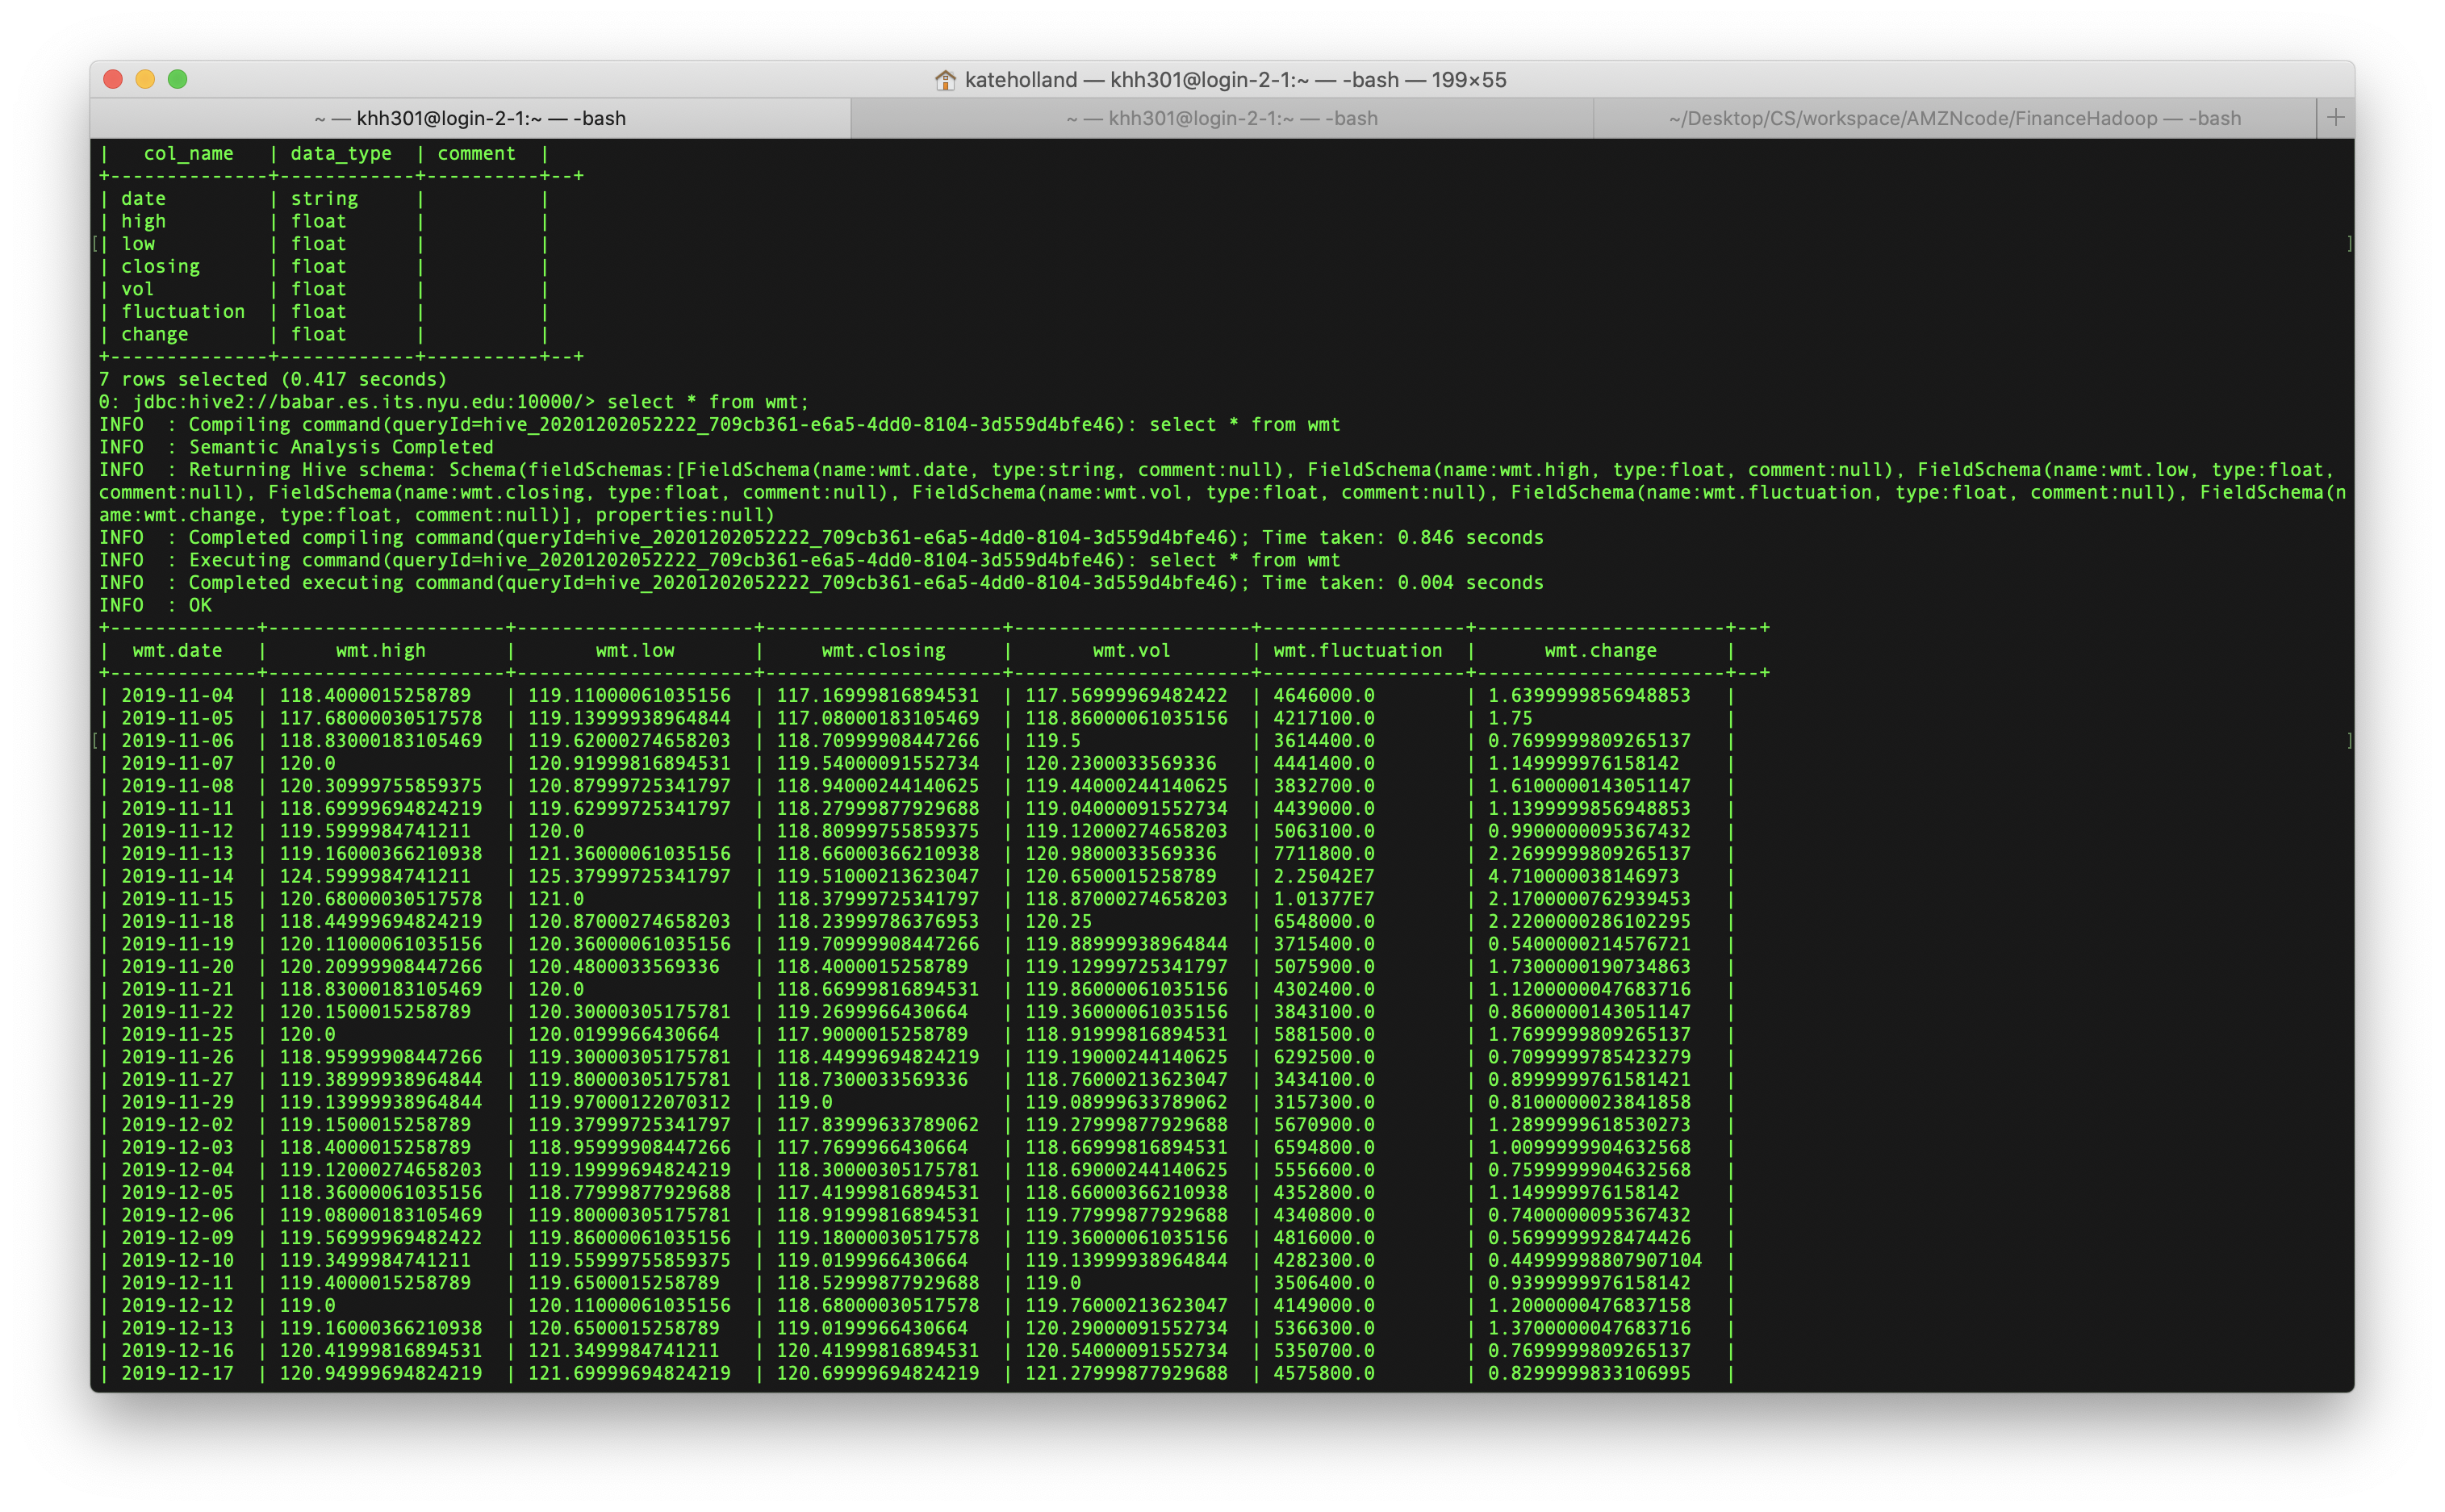 kateholland — khh301@login-2-1:~ — -bash — 199×55
~ — khh301@login-2-1:~ — -bash ~ — khh301@login-2-1:~ — -bash ~/Desktop/CS/workspace/AMZNcode/FinanceHadoop — -bash +
|   col_name   | data_type  | comment  |
+--------------+------------+----------+--+
| date         | string     |          |
| high         | float      |          |
[| low          | float      |          | ]
| closing      | float      |          |
| vol          | float      |          |
| fluctuation  | float      |          |
| change       | float      |          |
+--------------+------------+----------+--+
7 rows selected (0.417 seconds)
0: jdbc:hive2://babar.es.its.nyu.edu:10000/> select * from wmt;
INFO  : Compiling command(queryId=hive_20201202052222_709cb361-e6a5-4dd0-8104-3d559d4bfe46): select * from wmt
INFO  : Semantic Analysis Completed
INFO  : Returning Hive schema: Schema(fieldSchemas:[FieldSchema(name:wmt.date, type:string, comment:null), FieldSchema(name:wmt.high, type:float, comment:null), FieldSchema(name:wmt.low, type:float,
comment:null), FieldSchema(name:wmt.closing, type:float, comment:null), FieldSchema(name:wmt.vol, type:float, comment:null), FieldSchema(name:wmt.fluctuation, type:float, comment:null), FieldSchema(n
ame:wmt.change, type:float, comment:null)], properties:null)
INFO  : Completed compiling command(queryId=hive_20201202052222_709cb361-e6a5-4dd0-8104-3d559d4bfe46); Time taken: 0.846 seconds
INFO  : Executing command(queryId=hive_20201202052222_709cb361-e6a5-4dd0-8104-3d559d4bfe46): select * from wmt
INFO  : Completed executing command(queryId=hive_20201202052222_709cb361-e6a5-4dd0-8104-3d559d4bfe46); Time taken: 0.004 seconds
INFO  : OK
+-------------+---------------------+---------------------+---------------------+---------------------+------------------+----------------------+--+
|  wmt.date   |      wmt.high       |       wmt.low       |     wmt.closing     |       wmt.vol       | wmt.fluctuation  |      wmt.change      |
+-------------+---------------------+---------------------+---------------------+---------------------+------------------+----------------------+--+
| 2019-11-04  | 118.4000015258789   | 119.11000061035156  | 117.16999816894531  | 117.56999969482422  | 4646000.0        | 1.6399999856948853   |
| 2019-11-05  | 117.68000030517578  | 119.13999938964844  | 117.08000183105469  | 118.86000061035156  | 4217100.0        | 1.75                 |
[| 2019-11-06  | 118.83000183105469  | 119.62000274658203  | 118.70999908447266  | 119.5               | 3614400.0        | 0.7699999809265137   | ]
| 2019-11-07  | 120.0               | 120.91999816894531  | 119.54000091552734  | 120.2300033569336   | 4441400.0        | 1.149999976158142    |
| 2019-11-08  | 120.30999755859375  | 120.87999725341797  | 118.94000244140625  | 119.44000244140625  | 3832700.0        | 1.6100000143051147   |
| 2019-11-11  | 118.69999694824219  | 119.62999725341797  | 118.27999877929688  | 119.04000091552734  | 4439000.0        | 1.1399999856948853   |
| 2019-11-12  | 119.5999984741211   | 120.0               | 118.80999755859375  | 119.12000274658203  | 5063100.0        | 0.9900000095367432   |
| 2019-11-13  | 119.16000366210938  | 121.36000061035156  | 118.66000366210938  | 120.9800033569336   | 7711800.0        | 2.2699999809265137   |
| 2019-11-14  | 124.5999984741211   | 125.37999725341797  | 119.51000213623047  | 120.6500015258789   | 2.25042E7        | 4.710000038146973    |
| 2019-11-15  | 120.68000030517578  | 121.0               | 118.37999725341797  | 118.87000274658203  | 1.01377E7        | 2.1700000762939453   |
| 2019-11-18  | 118.44999694824219  | 120.87000274658203  | 118.23999786376953  | 120.25              | 6548000.0        | 2.2200000286102295   |
| 2019-11-19  | 120.11000061035156  | 120.36000061035156  | 119.70999908447266  | 119.88999938964844  | 3715400.0        | 0.5400000214576721   |
| 2019-11-20  | 120.20999908447266  | 120.4800033569336   | 118.4000015258789   | 119.12999725341797  | 5075900.0        | 1.7300000190734863   |
| 2019-11-21  | 118.83000183105469  | 120.0               | 118.66999816894531  | 119.86000061035156  | 4302400.0        | 1.1200000047683716   |
| 2019-11-22  | 120.1500015258789   | 120.30000305175781  | 119.2699966430664   | 119.36000061035156  | 3843100.0        | 0.8600000143051147   |
| 2019-11-25  | 120.0               | 120.0199966430664   | 117.9000015258789   | 118.91999816894531  | 5881500.0        | 1.7699999809265137   |
| 2019-11-26  | 118.95999908447266  | 119.30000305175781  | 118.44999694824219  | 119.19000244140625  | 6292500.0        | 0.7099999785423279   |
| 2019-11-27  | 119.38999938964844  | 119.80000305175781  | 118.7300033569336   | 118.76000213623047  | 3434100.0        | 0.8999999761581421   |
| 2019-11-29  | 119.13999938964844  | 119.97000122070312  | 119.0               | 119.08999633789062  | 3157300.0        | 0.8100000023841858   |
| 2019-12-02  | 119.1500015258789   | 119.37999725341797  | 117.83999633789062  | 119.27999877929688  | 5670900.0        | 1.2899999618530273   |
| 2019-12-03  | 118.4000015258789   | 118.95999908447266  | 117.7699966430664   | 118.66999816894531  | 6594800.0        | 1.0099999904632568   |
| 2019-12-04  | 119.12000274658203  | 119.19999694824219  | 118.30000305175781  | 118.69000244140625  | 5556600.0        | 0.7599999904632568   |
| 2019-12-05  | 118.36000061035156  | 118.77999877929688  | 117.41999816894531  | 118.66000366210938  | 4352800.0        | 1.149999976158142    |
| 2019-12-06  | 119.08000183105469  | 119.80000305175781  | 118.91999816894531  | 119.77999877929688  | 4340800.0        | 0.7400000095367432   |
| 2019-12-09  | 119.56999969482422  | 119.86000061035156  | 119.18000030517578  | 119.36000061035156  | 4816000.0        | 0.5699999928474426   |
| 2019-12-10  | 119.3499984741211   | 119.55999755859375  | 119.0199966430664   | 119.13999938964844  | 4282300.0        | 0.44999998807907104  |
| 2019-12-11  | 119.4000015258789   | 119.6500015258789   | 118.52999877929688  | 119.0               | 3506400.0        | 0.9399999976158142   |
| 2019-12-12  | 119.0               | 120.11000061035156  | 118.68000030517578  | 119.76000213623047  | 4149000.0        | 1.2000000476837158   |
| 2019-12-13  | 119.16000366210938  | 120.6500015258789   | 119.0199966430664   | 120.29000091552734  | 5366300.0        | 1.3700000047683716   |
| 2019-12-16  | 120.41999816894531  | 121.3499984741211   | 120.41999816894531  | 120.54000091552734  | 5350700.0        | 0.7699999809265137   |
| 2019-12-17  | 120.94999694824219  | 121.69999694824219  | 120.69999694824219  | 121.27999877929688  | 4575800.0        | 0.8299999833106995   |